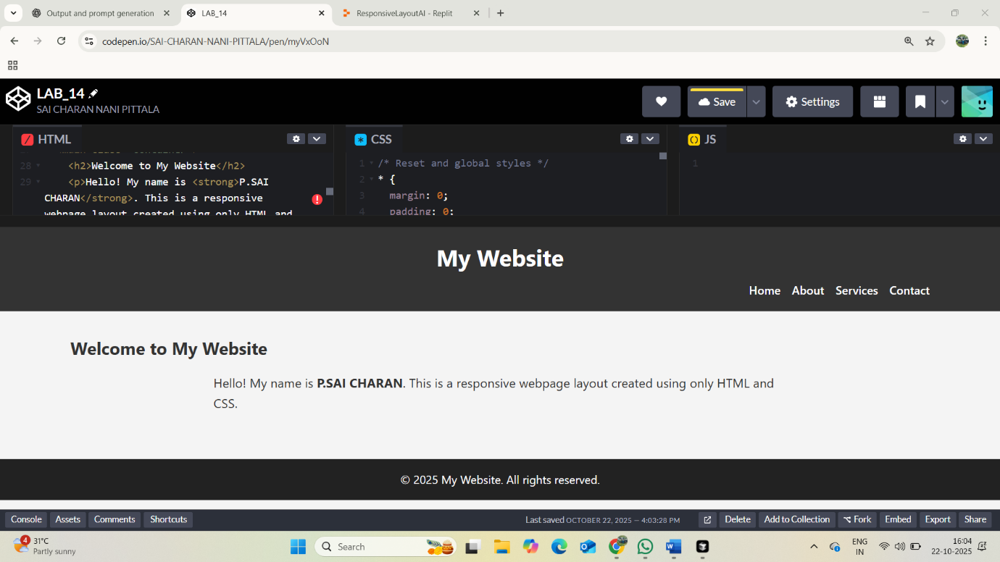 Output and prompt generation
LAB_14
ResponsiveLayoutAI - Replit
codepen.io/SAI-CHARAN-NANI-PITTALA/pen/myVxOoN
LAB_14
SAI CHARAN NANI PITTALA
Save
Settings
HTML
CSS
JS
28 <h2>Welcome to My Website</h2>
29 <p>Hello! My name is <strong>P.SAI
CHARAN</strong>. This is a responsive
webpage layout created using only HTML and
1 /* Reset and global styles */
2 * {
3 margin: 0;
4 padding: 0;
1
My Website
Home About Services Contact
Welcome to My Website
Hello! My name is P.SAI CHARAN. This is a responsive webpage layout created using only HTML and
CSS.
© 2025 My Website. All rights reserved.
Console Assets Comments Shortcuts
Last saved OCTOBER 22, 2025 — 4:03:28 PM
Delete Add to Collection Fork Embed Export Share
4
31°C
Partly sunny
Search
ENG
IN
16:04
22-10-2025